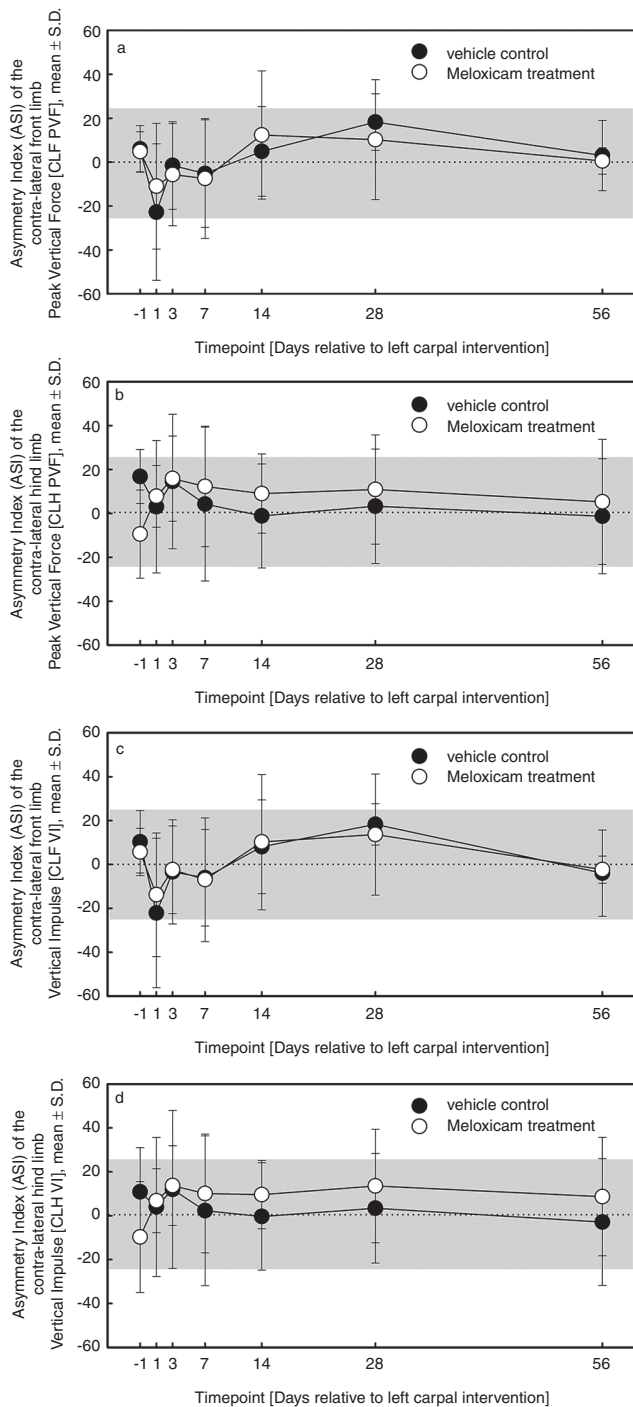 a
vehicle control
Meloxicam treatment
Asymmetry Index (ASI) of the
contra-lateral front limb
Peak Vertical Force [CLF PVF], mean ± S.D.
60
40
20
0
-20
-40
-60
-1 1 3 7 14 28 56
Timepoint [Days relative to left carpal intervention]
b
vehicle control
Meloxicam treatment
Asymmetry Index (ASI) of the
contra-lateral hind limb
Peak Vertical Force [CLH PVF], mean ± S.D.
60
40
20
0
-20
-40
-60
-1 1 3 7 14 28 56
Timepoint [Days relative to left carpal intervention]
c
vehicle control
Meloxicam treatment
Asymmetry Index (ASI) of the
contra-lateral front limb
Vertical Impulse [CLF VI], mean ± S.D.
60
40
20
0
-20
-40
-60
-1 1 3 7 14 28 56
Timepoint [Days relative to left carpal intervention]
d
vehicle control
Meloxicam treatment
Asymmetry Index (ASI) of the
contra-lateral hind limb
Vertical Impulse [CLH VI], mean ± S.D.
60
40
20
0
-20
-40
-60
-1 1 3 7 14 28 56
Timepoint [Days relative to left carpal intervention]